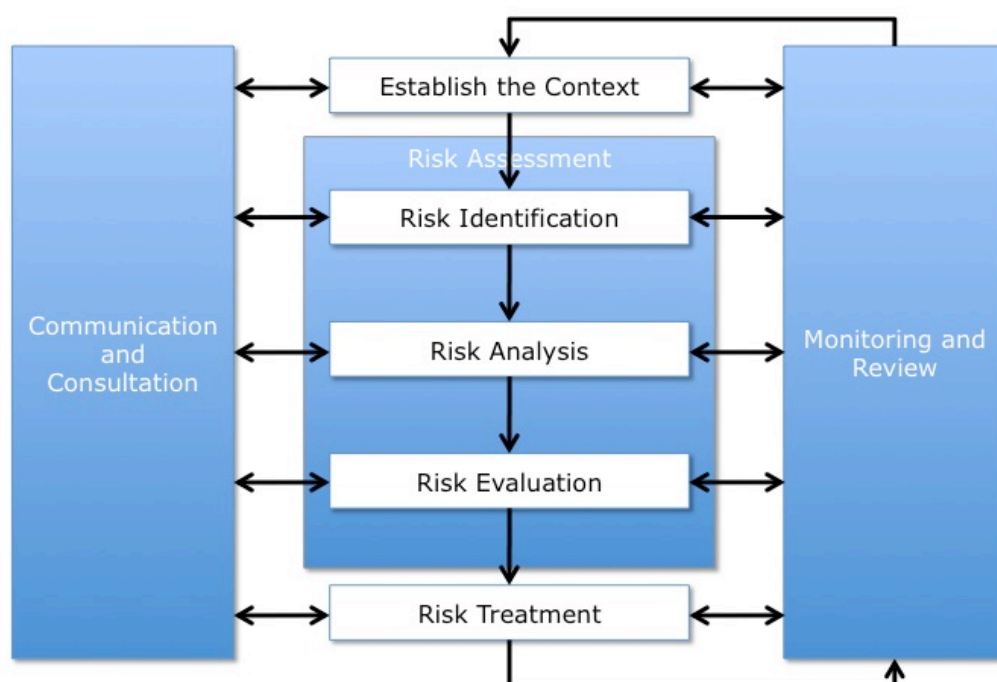 Establish the Context
Risk Assessment
Risk Identification
Communication
and
Consultation
Risk Analysis
Monitoring and
Review
Risk Evaluation
Risk Treatment